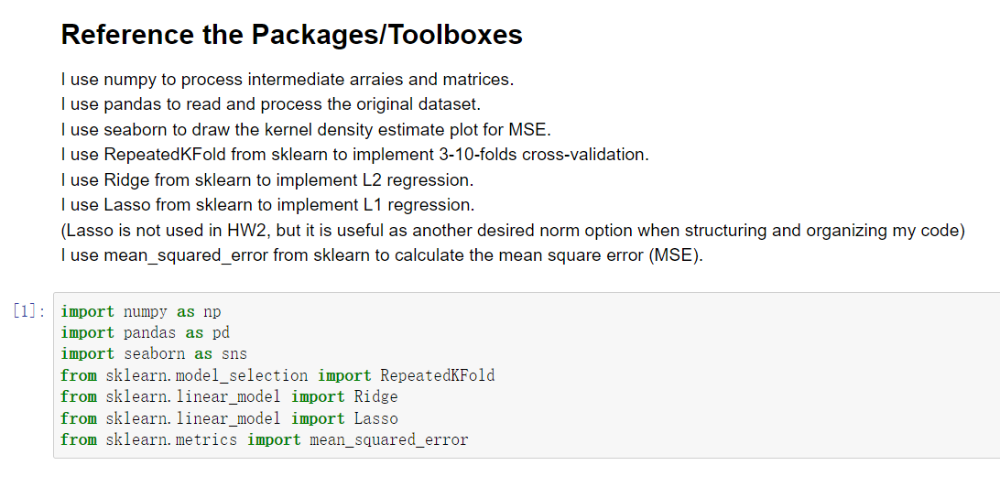 Reference the Packages/Toolboxes
I use numpy to process intermediate arraies and matrices.
I use pandas to read and process the original dataset.
I use seaborn to draw the kernel density estimate plot for MSE.
I use RepeatedKFold from sklearn to implement 3-10-folds cross-validation.
I use Ridge from sklearn to implement L2 regression.
I use Lasso from sklearn to implement L1 regression.
(Lasso is not used in HW2, but it is useful as another desired norm option when structuring and organizing my code)
I use mean_squared_error from sklearn to calculate the mean square error (MSE).
[1]: import numpy as np
import pandas as pd
import seaborn as sns
from sklearn.model_selection import RepeatedKFold
from sklearn.linear_model import Ridge
from sklearn.linear_model import Lasso
from sklearn.metrics import mean_squared_error